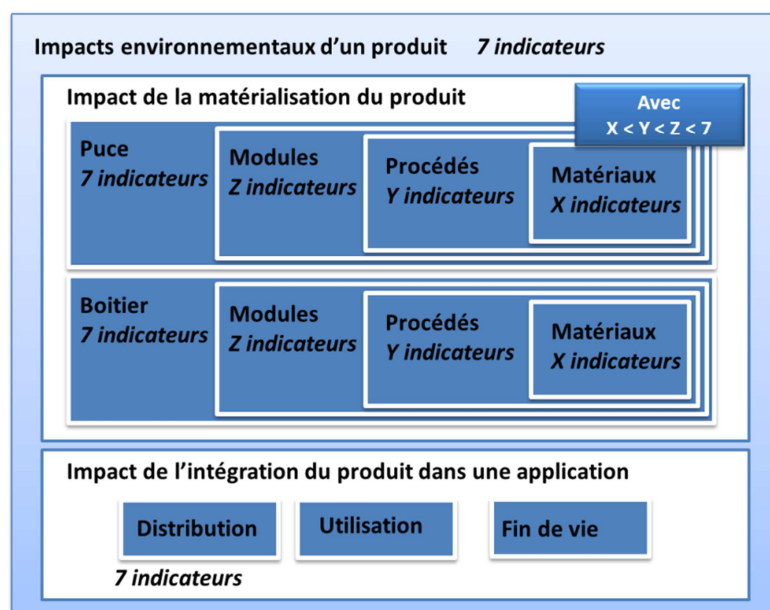 Impacts environnementaux d’un produit 7 indicateurs
Impact de la matérialisation du produit
Avec
X < Y < Z < 7
Puce
7 indicateurs
Modules
Z indicateurs
Procédés
Y indicateurs
Matériaux
X indicateurs
Boitier
7 indicateurs
Modules
Z indicateurs
Procédés
Y indicateurs
Matériaux
X indicateurs
Impact de l’intégration du produit dans une application
Distribution
Utilisation
Fin de vie
7 indicateurs